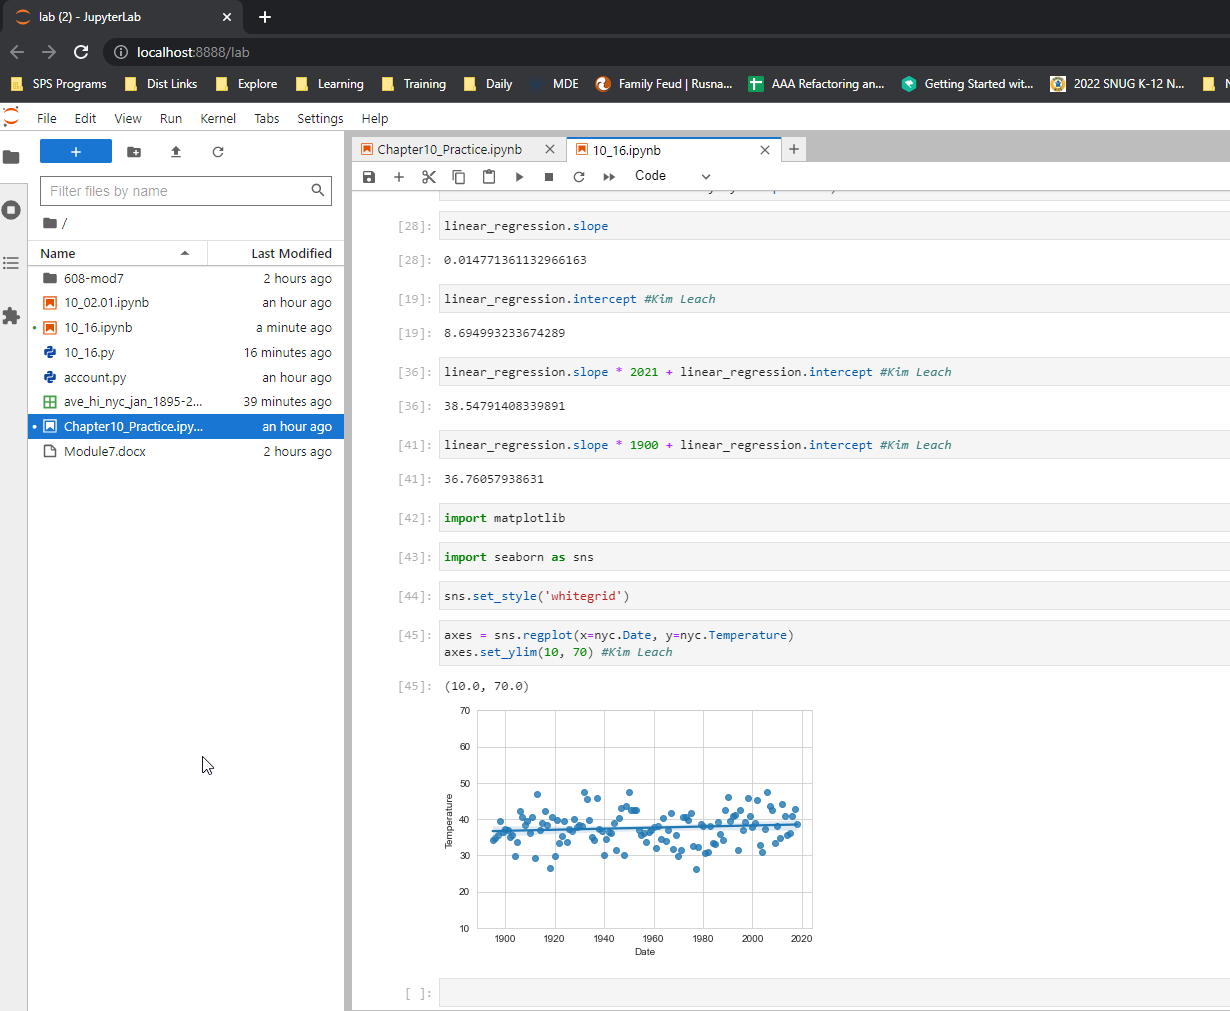 lab (2) - JupyterLab
localhost:8888/lab
SPS Programs Dist Links Explore Learning Training Daily MDE Family Feud | Rusna... AAA Refactoring an... Getting Started wit... 2022 SNUG K-12 N...
File Edit View Run Kernel Tabs Settings Help
Filter files by name
/
Name Last Modified
608-mod7 2 hours ago
10_02.01.ipynb an hour ago
10_16.ipynb a minute ago
10_16.py 16 minutes ago
account.py an hour ago
ave_hi_nyc_jan_1895-2... 39 minutes ago
Chapter10_Practice.ipy... an hour ago
Module7.docx 2 hours ago
Chapter10_Practice.ipynb 10_16.ipynb
Code
[28]: linear_regression.slope
[28]: 0.014771361132966163
[19]: linear_regression.intercept #Kim Leach
[19]: 8.694993233674289
[36]: linear_regression.slope * 2021 + linear_regression.intercept #Kim Leach
[36]: 38.54791408339891
[41]: linear_regression.slope * 1900 + linear_regression.intercept #Kim Leach
[41]: 36.76057938631
[42]: import matplotlib
[43]: import seaborn as sns
[44]: sns.set_style('whitegrid')
[45]: axes = sns.regplot(x=nyc.Date, y=nyc.Temperature)
axes.set_ylim(10, 70) #Kim Leach
[45]: (10.0, 70.0)
70
60
50
40
30
20
10
Temperature
1900 1920 1940 1960 1980 2000 2020
Date
[ ]: